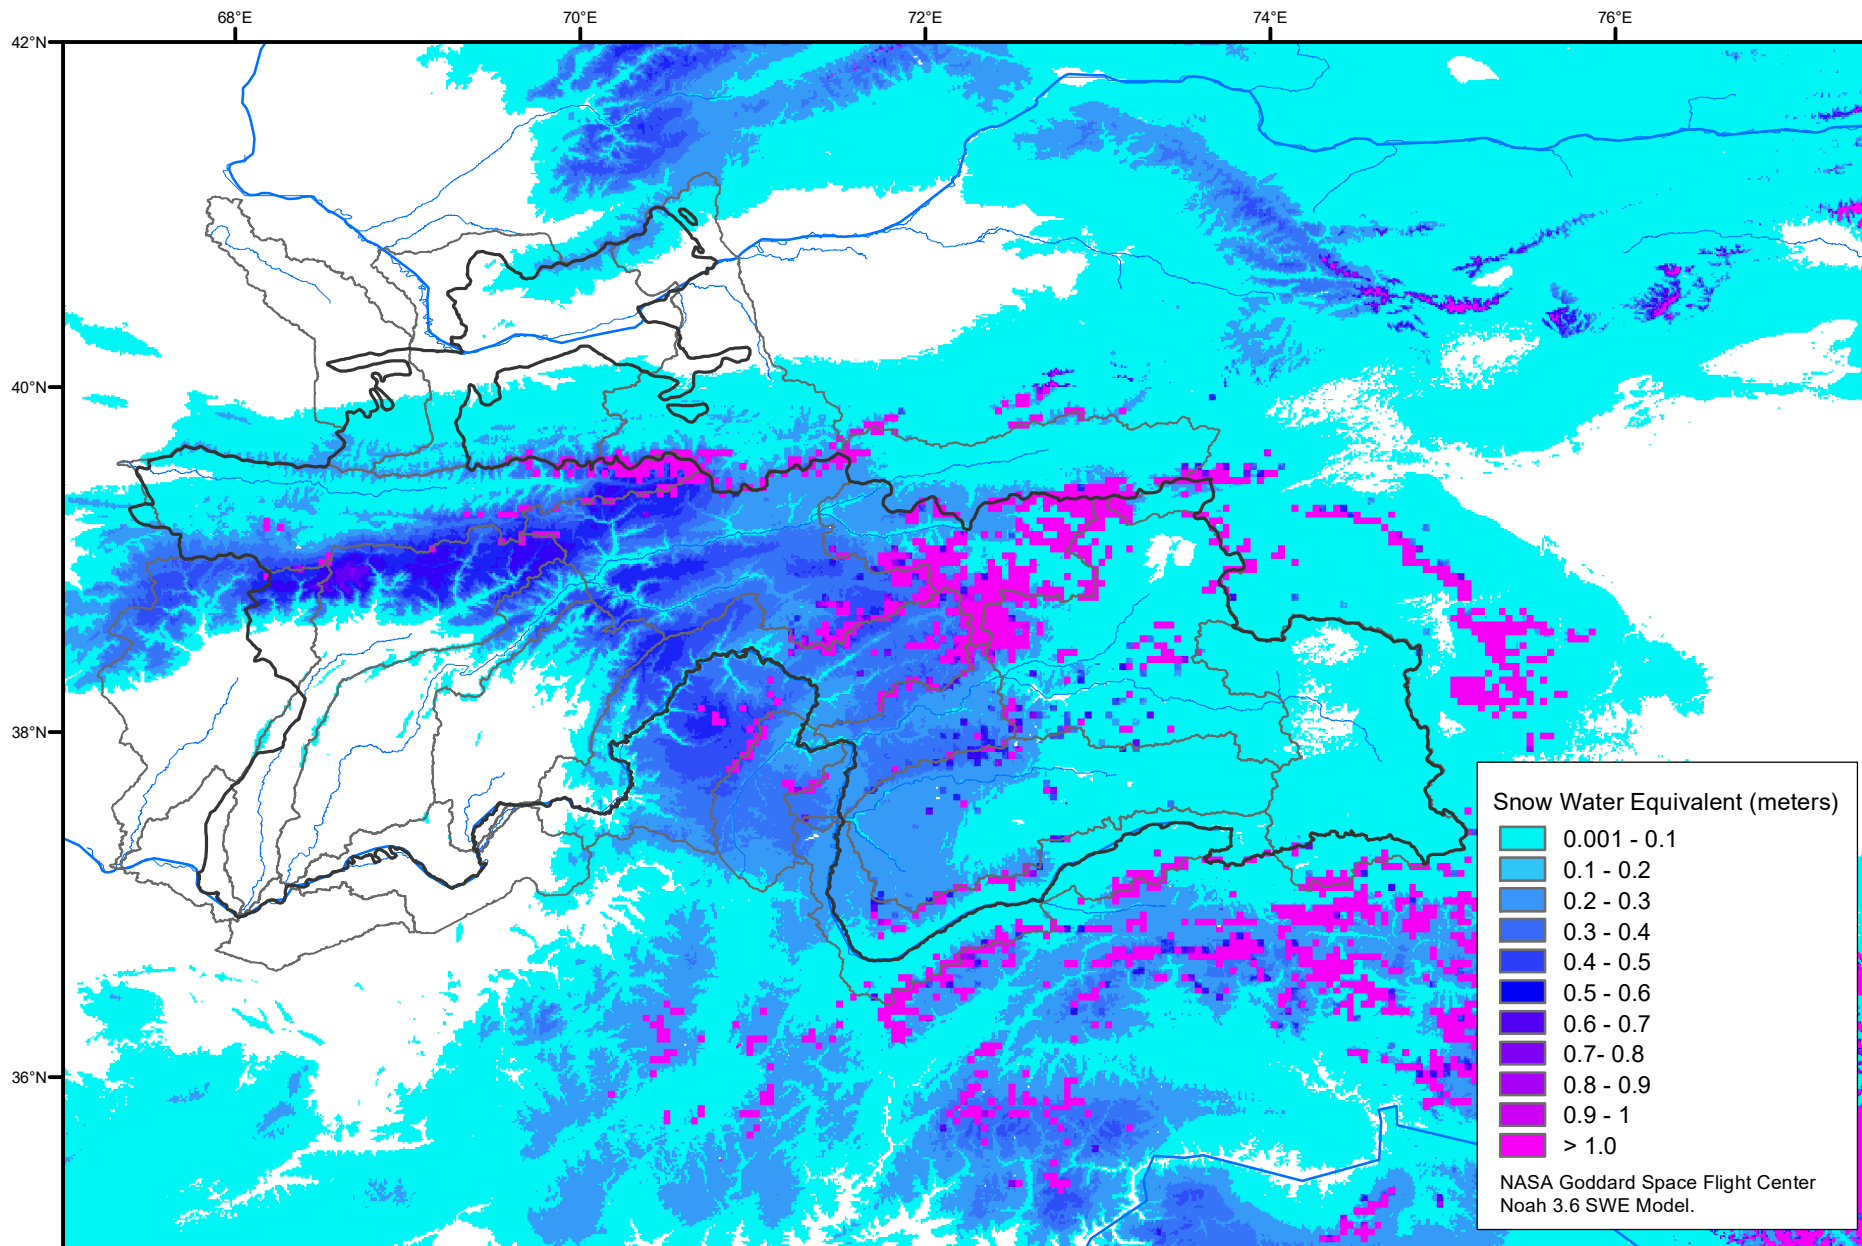 68°E 70°E 72°E 74°E 76°E
42°N
40°N
38°N
36°N
Snow Water Equivalent (meters)
0.001 - 0.1
0.1 - 0.2
0.2 - 0.3
0.3 - 0.4
0.4 - 0.5
0.5 - 0.6
0.6 - 0.7
0.7- 0.8
0.8 - 0.9
0.9 - 1
> 1.0
NASA Goddard Space Flight Center
Noah 3.6 SWE Model.